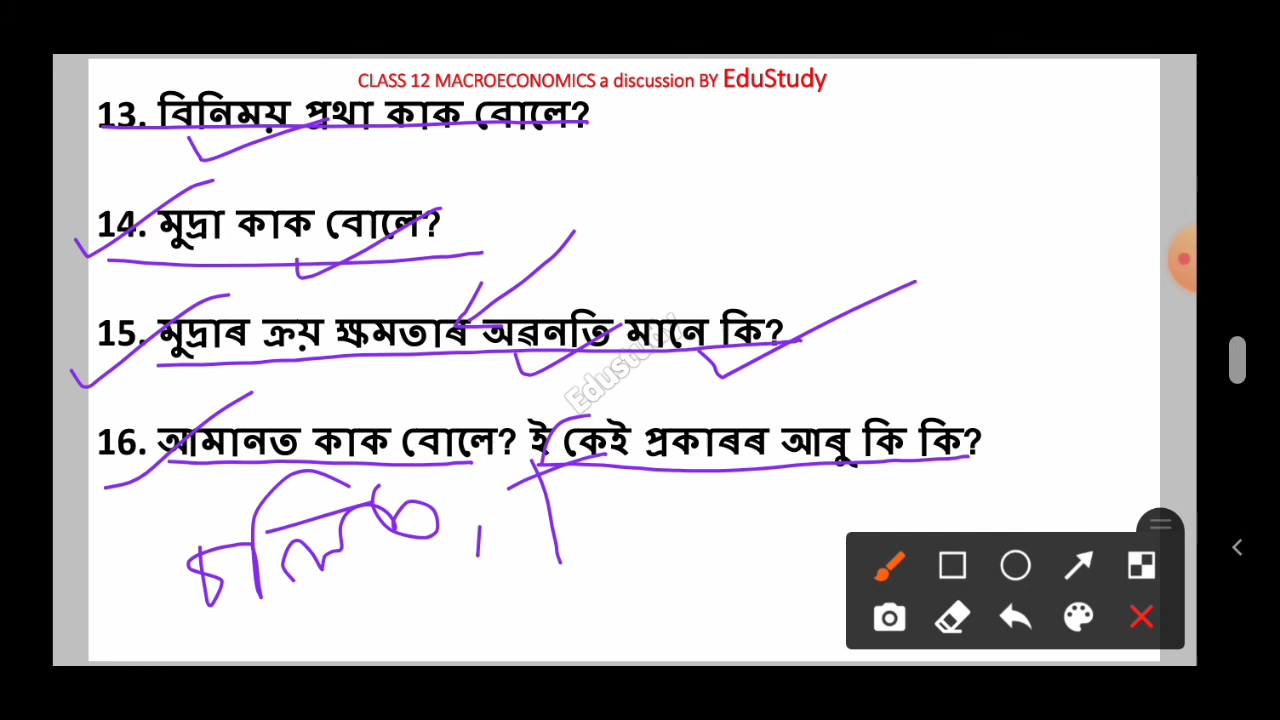 CLASS 12 MACROECONOMICS a discussion BY EduStudy
13. বিনিময় প্ৰথা কাক বোলে?
14. মুদ্ৰা কাক বোলে?
15. মুদ্ৰাৰ ক্ৰয় ক্ষমতাৰ অৱনতি মানে কি?
Edustudy
16. আমানত কাক বোলে? ই কেই প্ৰকাৰৰ আৰু কি কি?